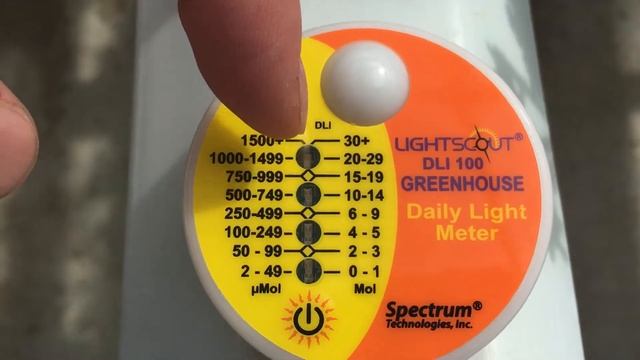 DLI
1500+ 30+
1000-1499 20-29
750-999 15-19
500-749 10-14
250-499 6 - 9
100-249 4 - 5
50 - 99 2 - 3
2 - 49 0 - 1
µMol Mol
LIGHTSCOUT®
DLI 100
GREENHOUSE
Daily Light
Meter
Spectrum®
Technologies, Inc.